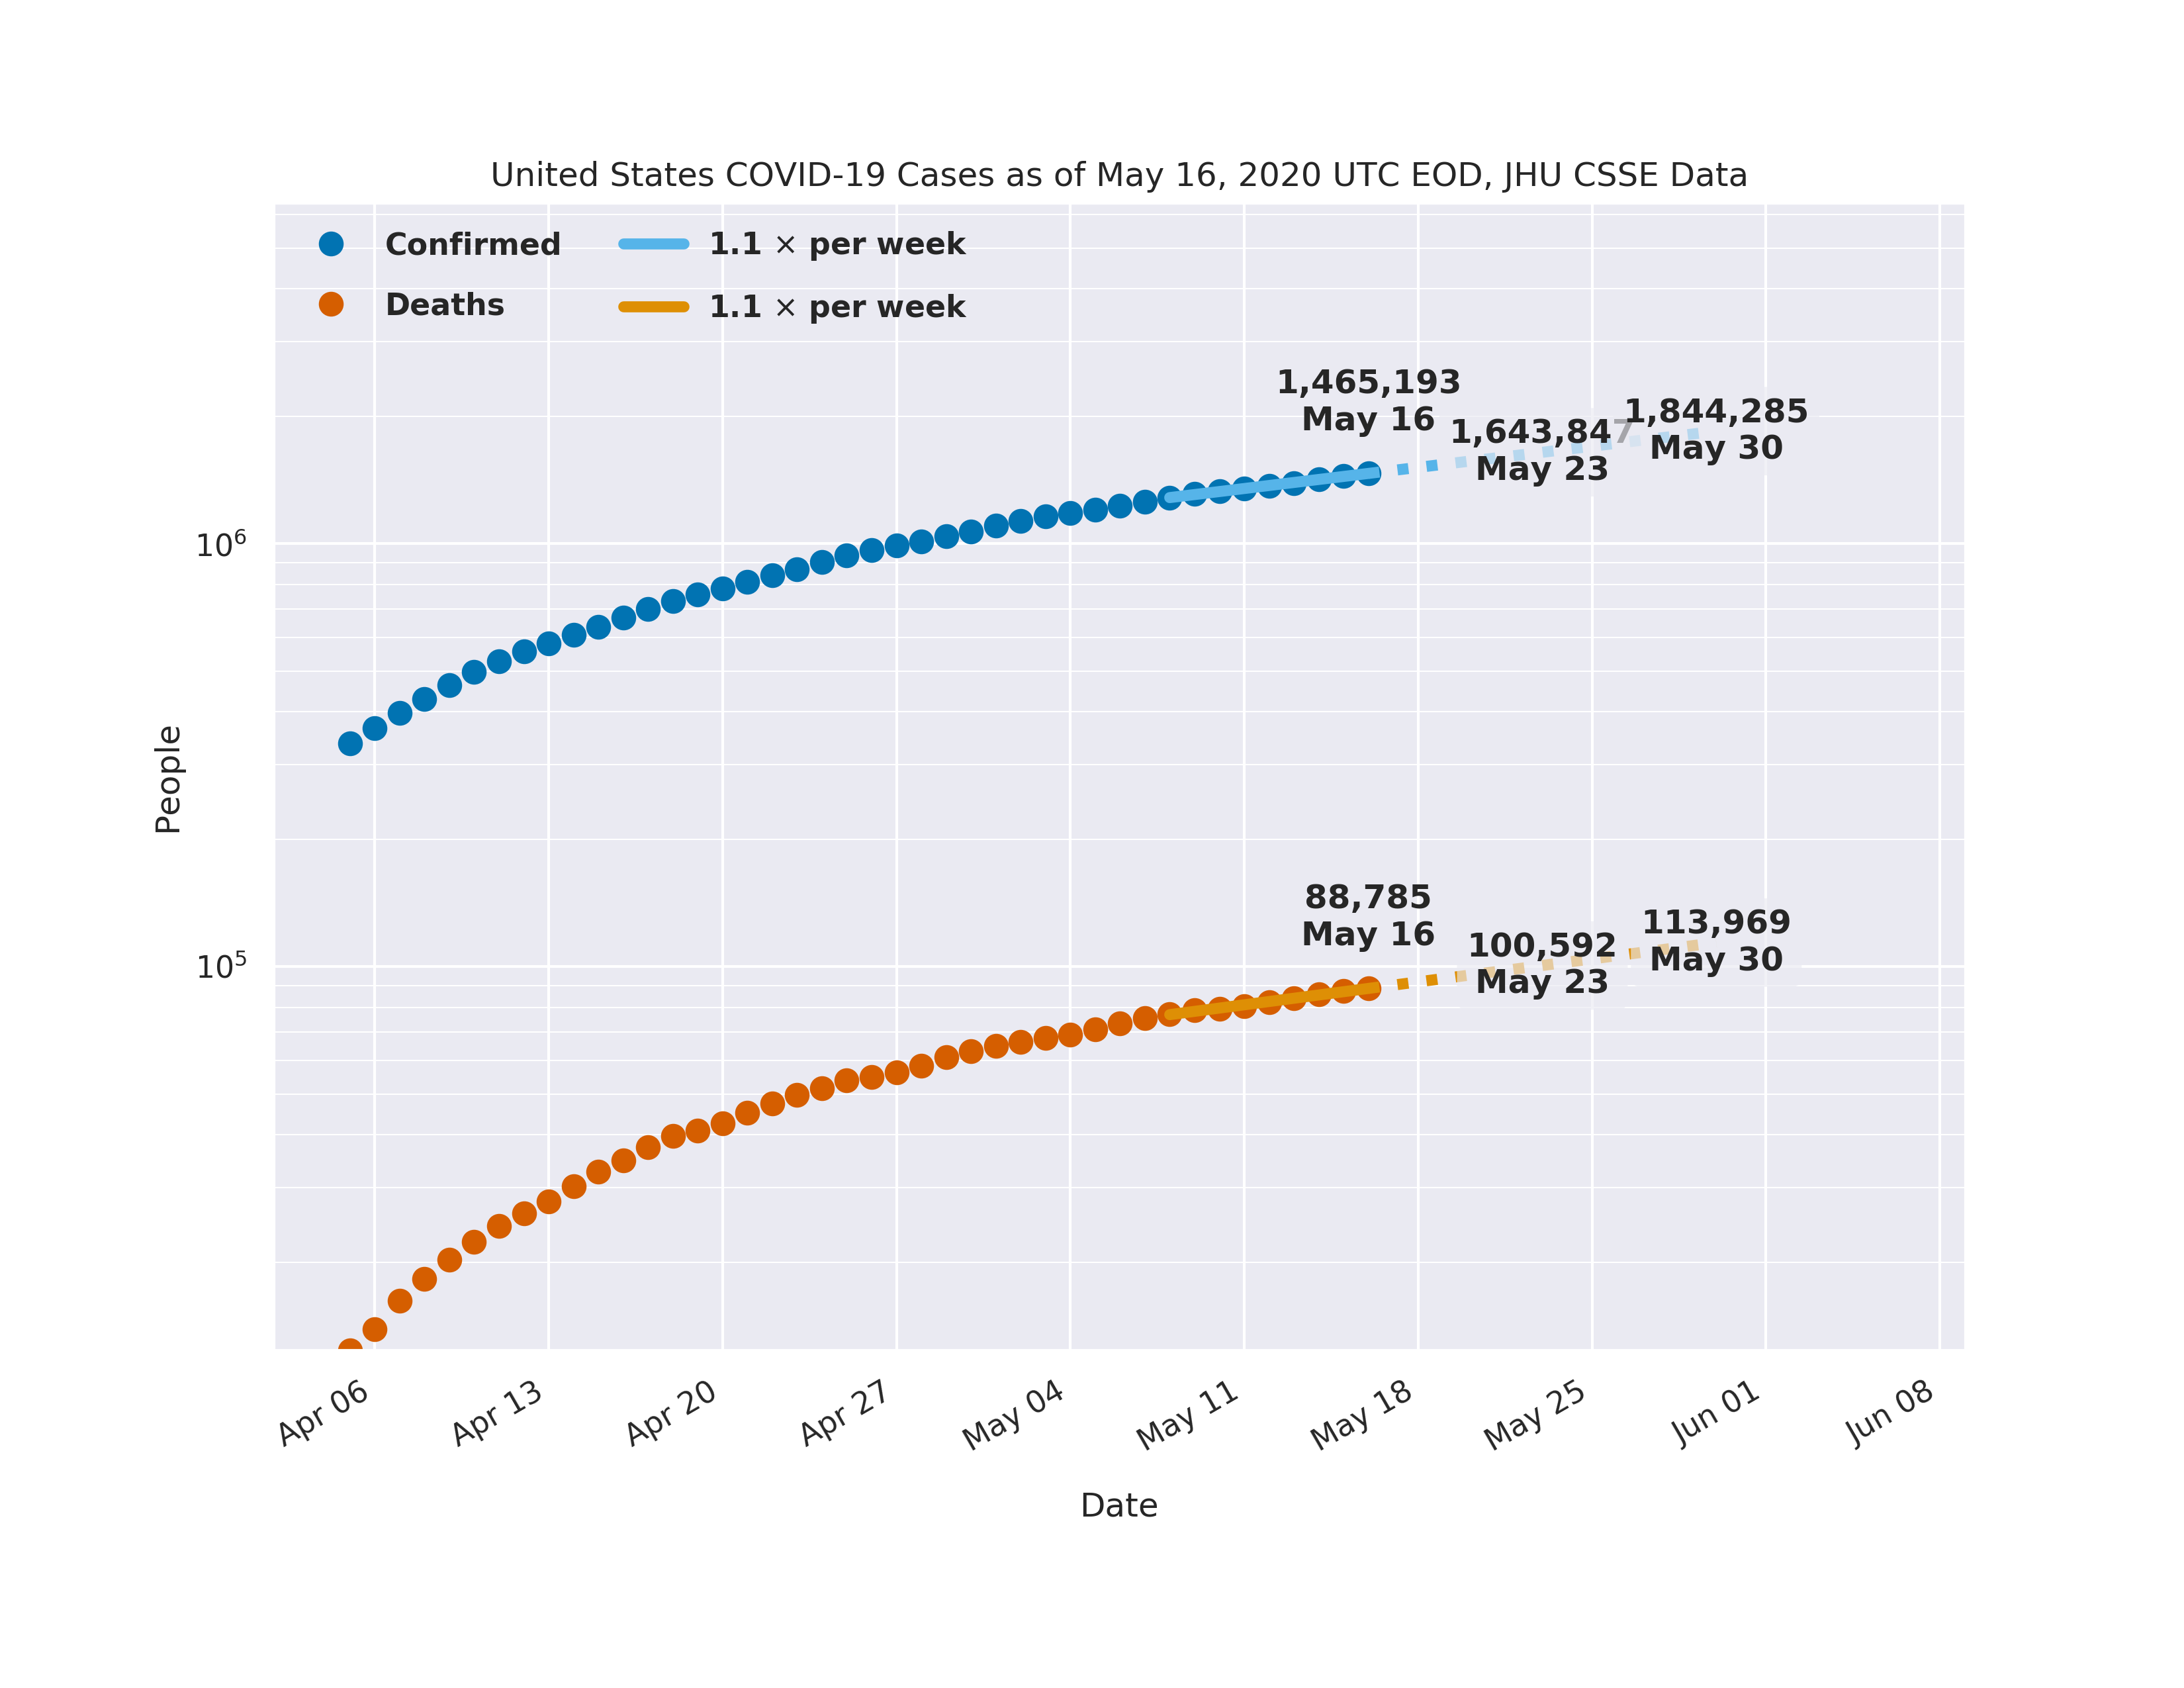 United States COVID-19 Cases as of May 16, 2020 UTC EOD, JHU CSSE Data
Confirmed
1.1 × per week
Deaths
1.1 × per week
1,465,193
May 16
1,643,847
May 23
1,844,285
May 30
88,785
May 16
100,592
May 23
113,969
May 30
People
10⁶
10⁵
Apr 06
Apr 13
Apr 20
Apr 27
May 04
May 11
May 18
May 25
Jun 01
Jun 08
Date